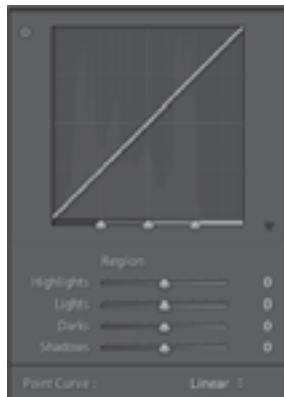 Region
Highlights 0
Lights 0
Darks 0
Shadows 0
Point Curve : Linear